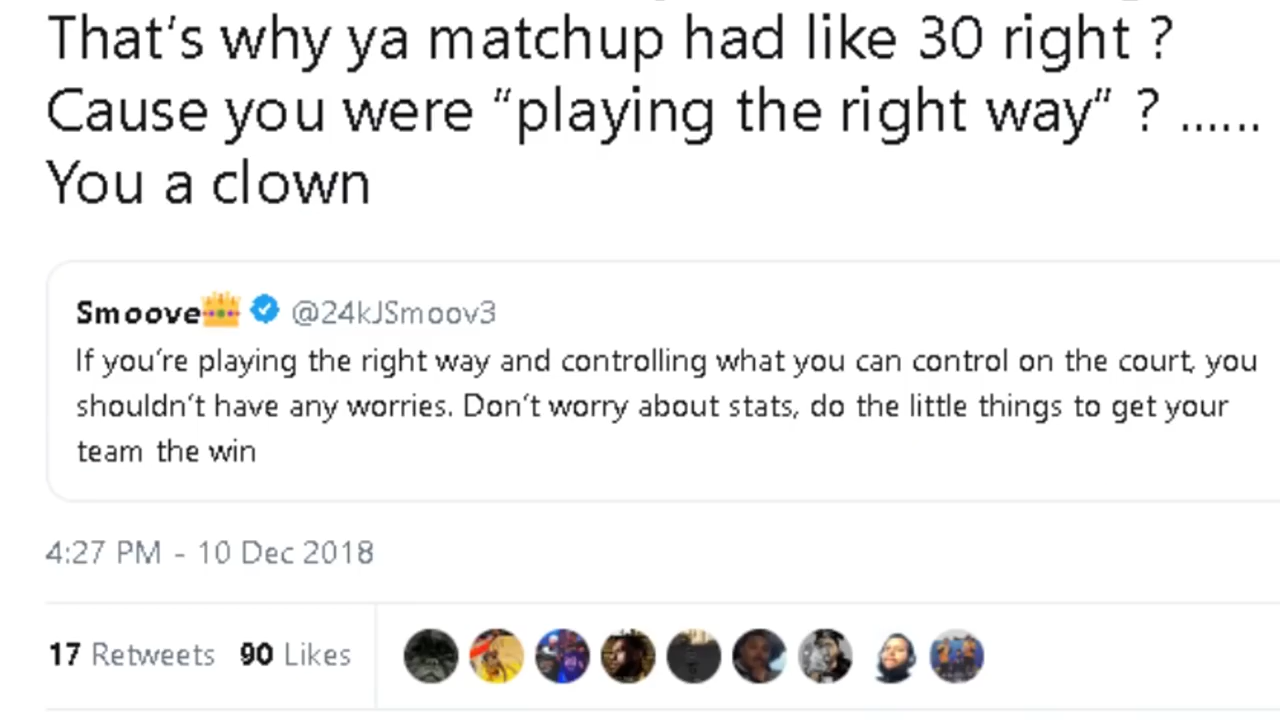 That's why ya matchup had like 30 right ?
Cause you were “playing the right way” ? ......
You a clown
Smoove @24kJSmoov3
If you're playing the right way and controlling what you can control on the court, you
shouldn't have any worries. Don't worry about stats, do the little things to get your
team the win
4:27 PM - 10 Dec 2018
17 Retweets 90 Likes